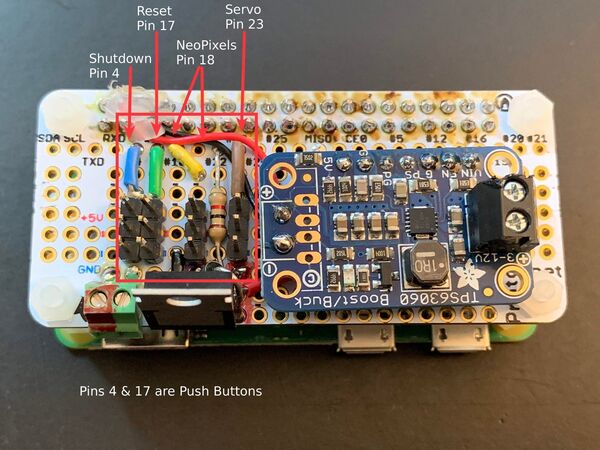 Reset
Pin 17
Servo
Pin 23
NeoPixels
Pin 18
Shutdown
Pin 4
SDA SCL
RXD
#25
MISO
CE0
#5
#12
#16
#20
#21
TXD
#12
+5V
GND
5V
PG
PS
EN
VIN
+3-12V
1R0
TPS63060
Boost/Buck
Pins 4 & 17 are Push Buttons